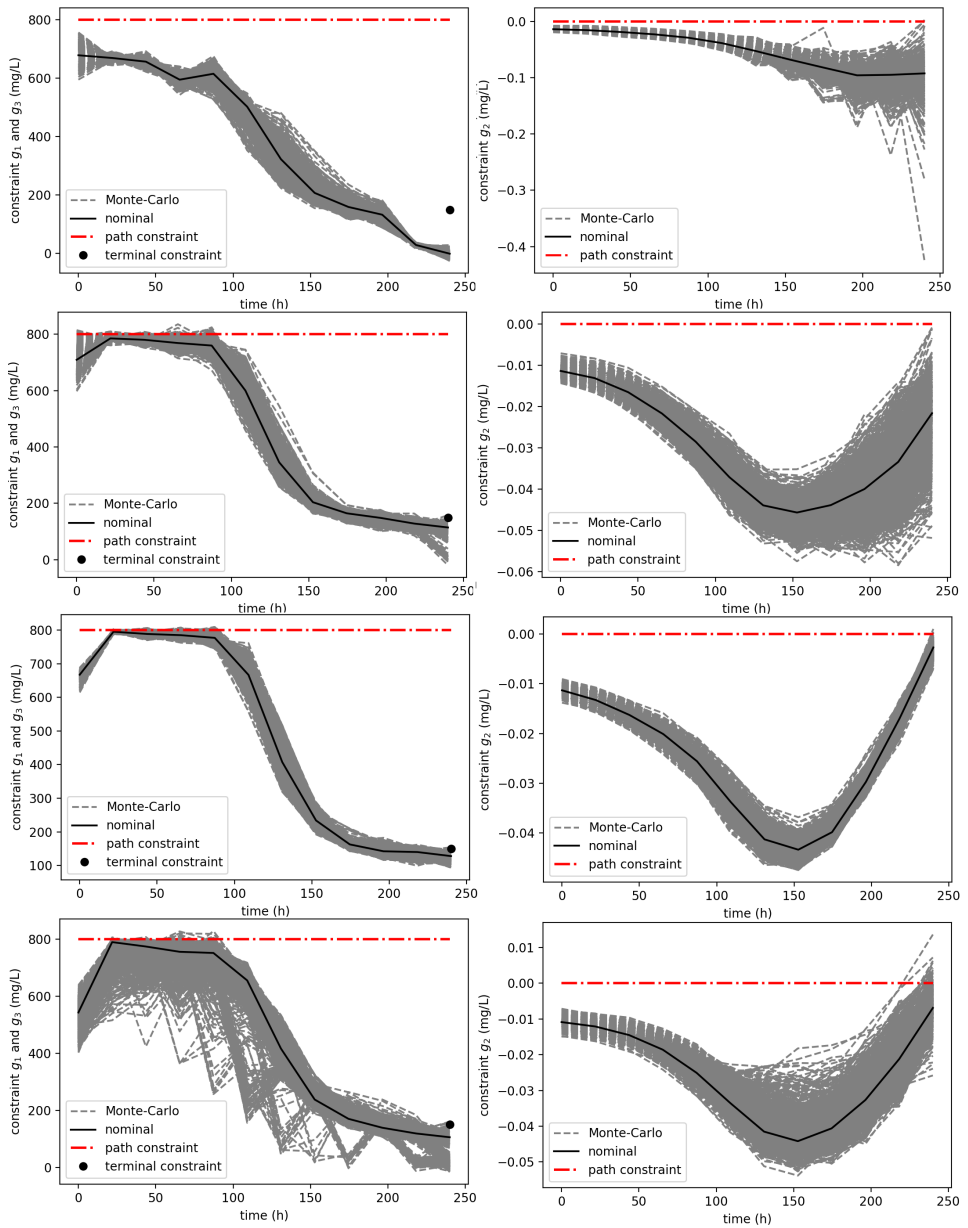 800
600
400
200
0
constraint g1 and g3 (mg/L)
Monte-Carlo
nominal
path constraint
terminal constraint
0 50 100 150 200 250
time (h)
0.0
−0.1
−0.2
−0.3
−0.4
constraint g2 (mg/L)
Monte-Carlo
nominal
path constraint
0 50 100 150 200 250
time (h)
800
600
400
200
0
constraint g1 and g3 (mg/L)
Monte-Carlo
nominal
path constraint
terminal constraint
0 50 100 150 200 250
time (h)
0.00
−0.01
−0.02
−0.03
−0.04
−0.05
−0.06
constraint g2 (mg/L)
Monte-Carlo
nominal
path constraint
0 50 100 150 200 250
time (h)
800
700
600
500
400
300
200
100
constraint g1 and g3 (mg/L)
Monte-Carlo
nominal
path constraint
terminal constraint
0 50 100 150 200 250
time (h)
0.00
−0.01
−0.02
−0.03
−0.04
constraint g2 (mg/L)
Monte-Carlo
nominal
path constraint
0 50 100 150 200 250
time (h)
800
600
400
200
0
constraint g1 and g3 (mg/L)
Monte-Carlo
nominal
path constraint
terminal constraint
0 50 100 150 200 250
time (h)
0.01
0.00
−0.01
−0.02
−0.03
−0.04
−0.05
constraint g2 (mg/L)
Monte-Carlo
nominal
path constraint
0 50 100 150 200 250
time (h)